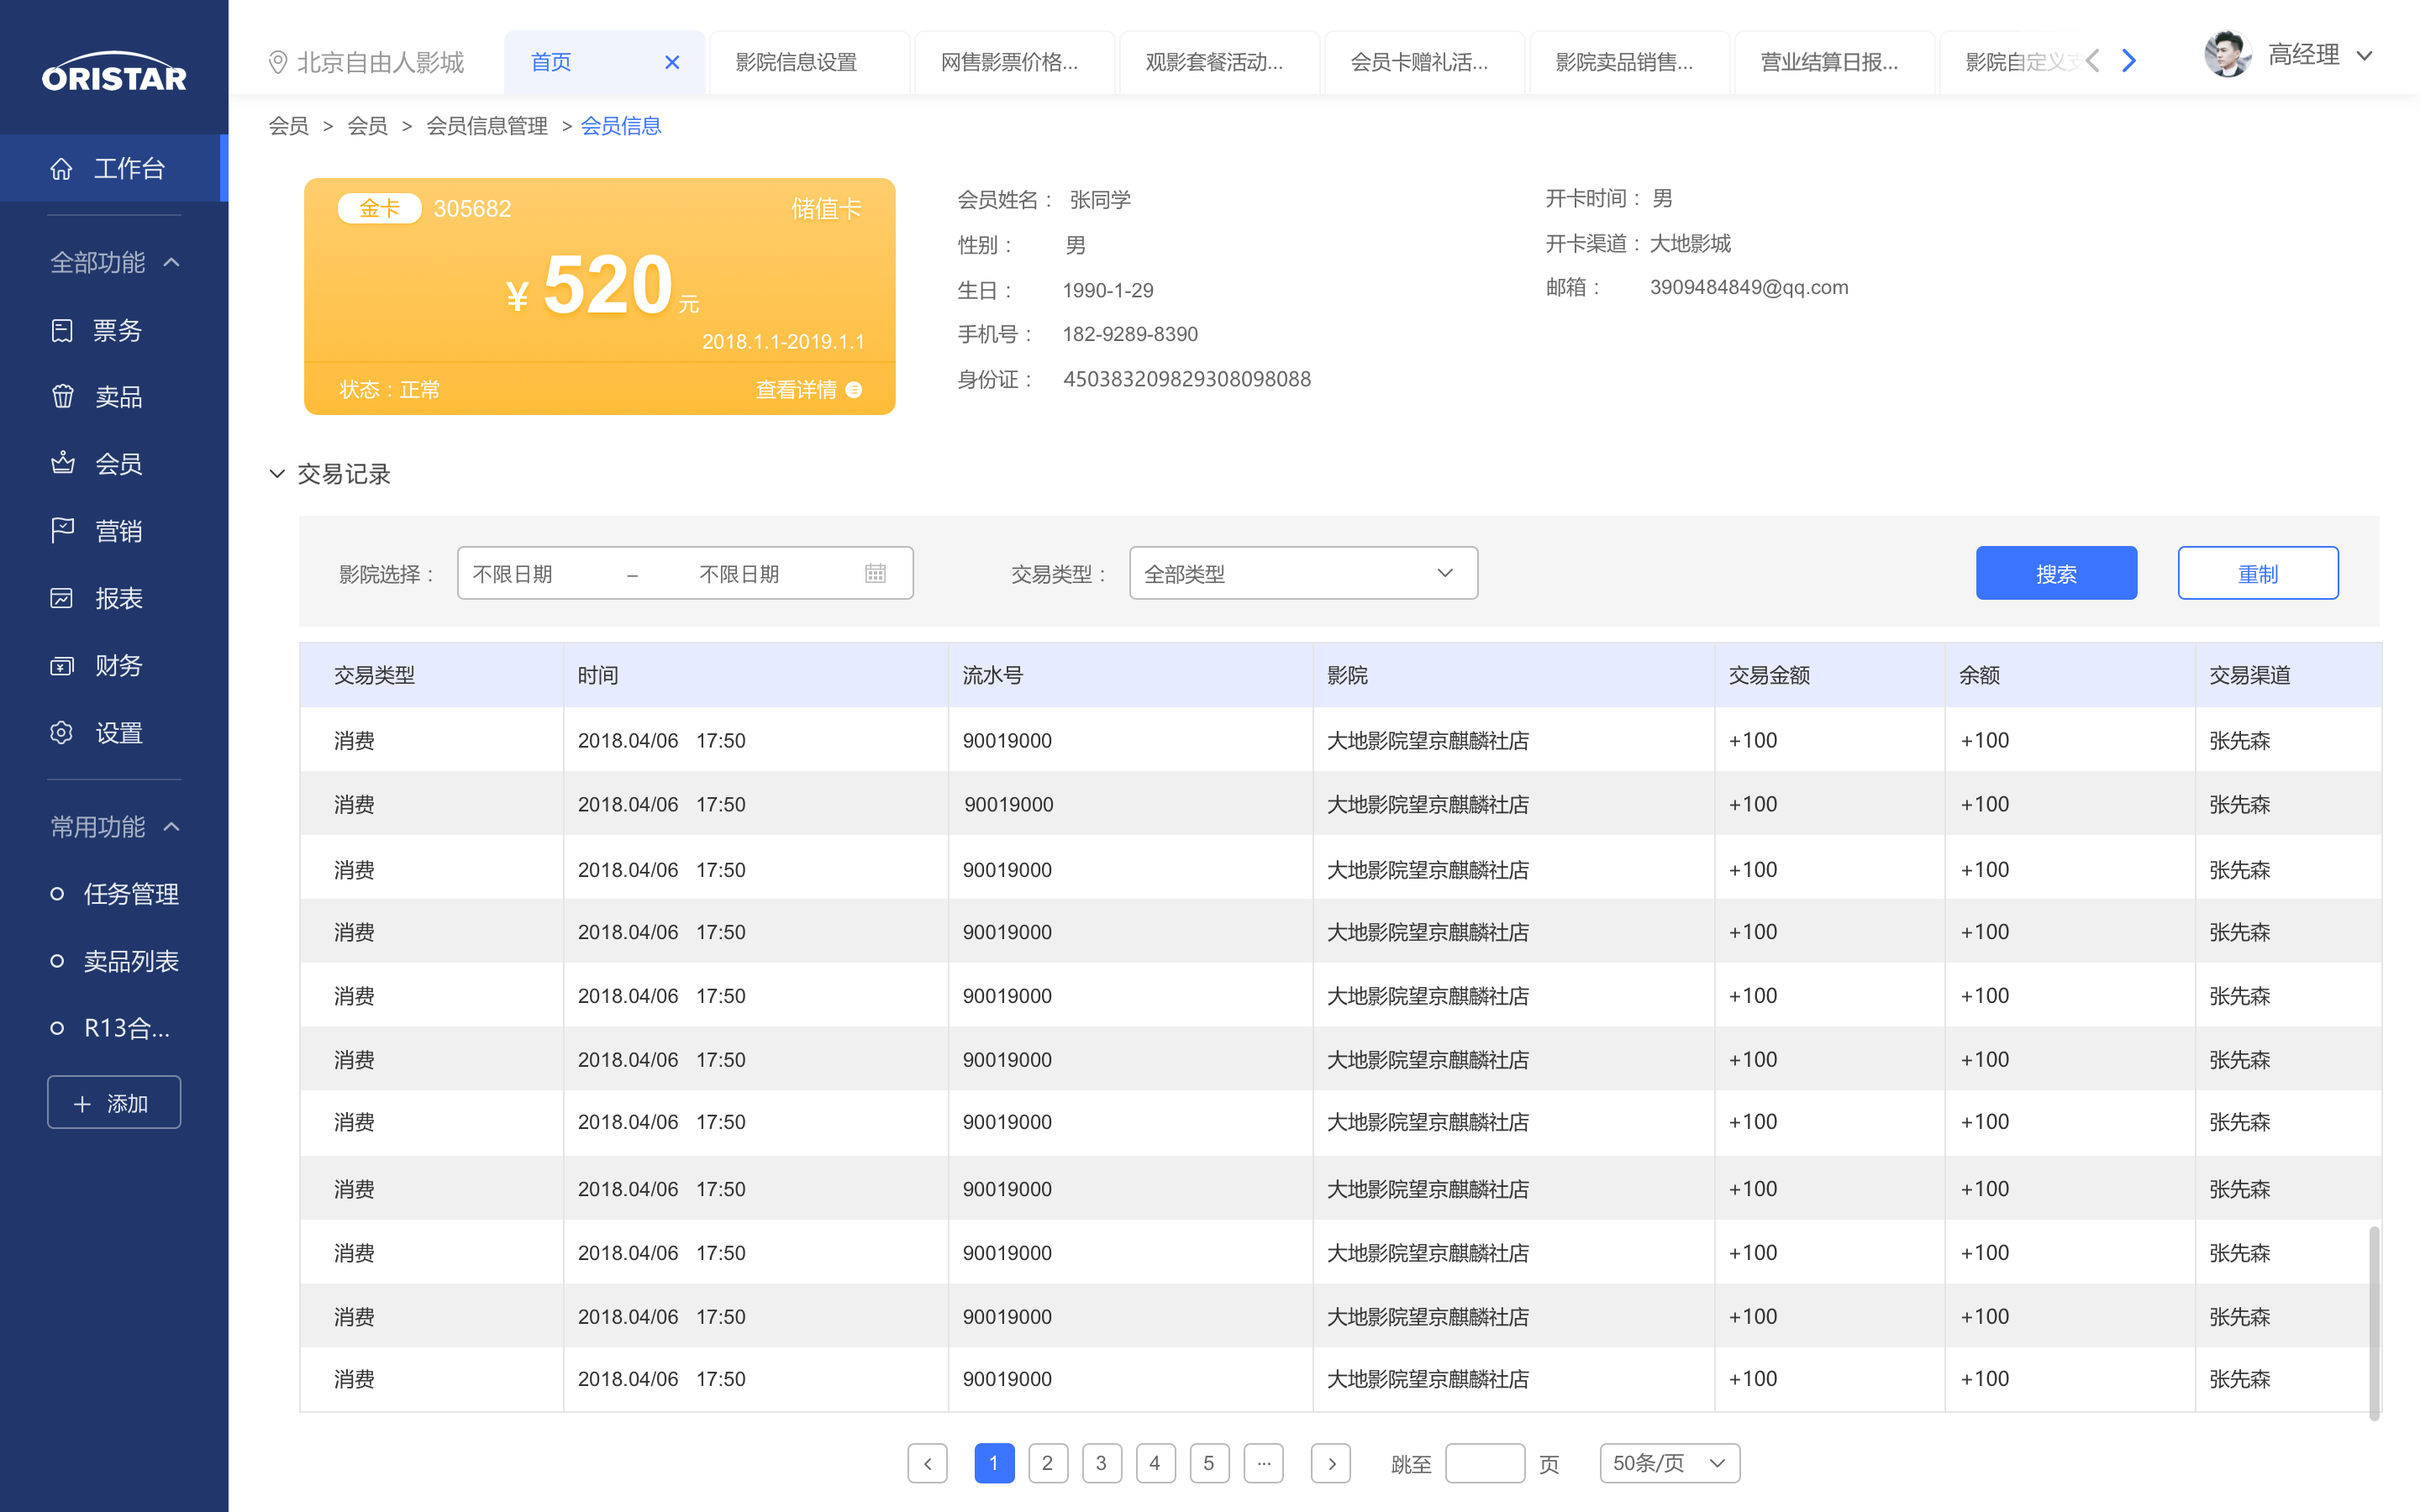 ORISTAR
北京自由人影城
首页
影院信息设置
网售影票价格...
观影套餐活动...
会员卡赠礼活...
影院卖品销售...
营业结算日报...
影院自定义支
高经理
会员 > 会员 > 会员信息管理 > 会员信息
工作台
全部功能
票务
卖品
会员
营销
报表
财务
设置
常用功能
任务管理
卖品列表
R13合...
添加
金卡 305682 储值卡
¥ 520 元
2018.1.1-2019.1.1
状态：正常 查看详情
会员姓名： 张同学
性别： 男
生日： 1990-1-29
手机号： 182-9289-8390
身份证： 450383209829308098088
开卡时间： 男
开卡渠道： 大地影城
邮箱： 3909484849@qq.com
交易记录
影院选择： 不限日期 – 不限日期 交易类型： 全部类型 搜索 重制
交易类型 时间 流水号 影院 交易金额 余额 交易渠道
消费 2018.04/06 17:50 90019000 大地影院望京麒麟社店 +100 +100 张先森
消费 2018.04/06 17:50 90019000 大地影院望京麒麟社店 +100 +100 张先森
消费 2018.04/06 17:50 90019000 大地影院望京麒麟社店 +100 +100 张先森
消费 2018.04/06 17:50 90019000 大地影院望京麒麟社店 +100 +100 张先森
消费 2018.04/06 17:50 90019000 大地影院望京麒麟社店 +100 +100 张先森
消费 2018.04/06 17:50 90019000 大地影院望京麒麟社店 +100 +100 张先森
消费 2018.04/06 17:50 90019000 大地影院望京麒麟社店 +100 +100 张先森
消费 2018.04/06 17:50 90019000 大地影院望京麒麟社店 +100 +100 张先森
消费 2018.04/06 17:50 90019000 大地影院望京麒麟社店 +100 +100 张先森
消费 2018.04/06 17:50 90019000 大地影院望京麒麟社店 +100 +100 张先森
消费 2018.04/06 17:50 90019000 大地影院望京麒麟社店 +100 +100 张先森
< 1 2 3 4 5 ... > 跳至 页 50条/页